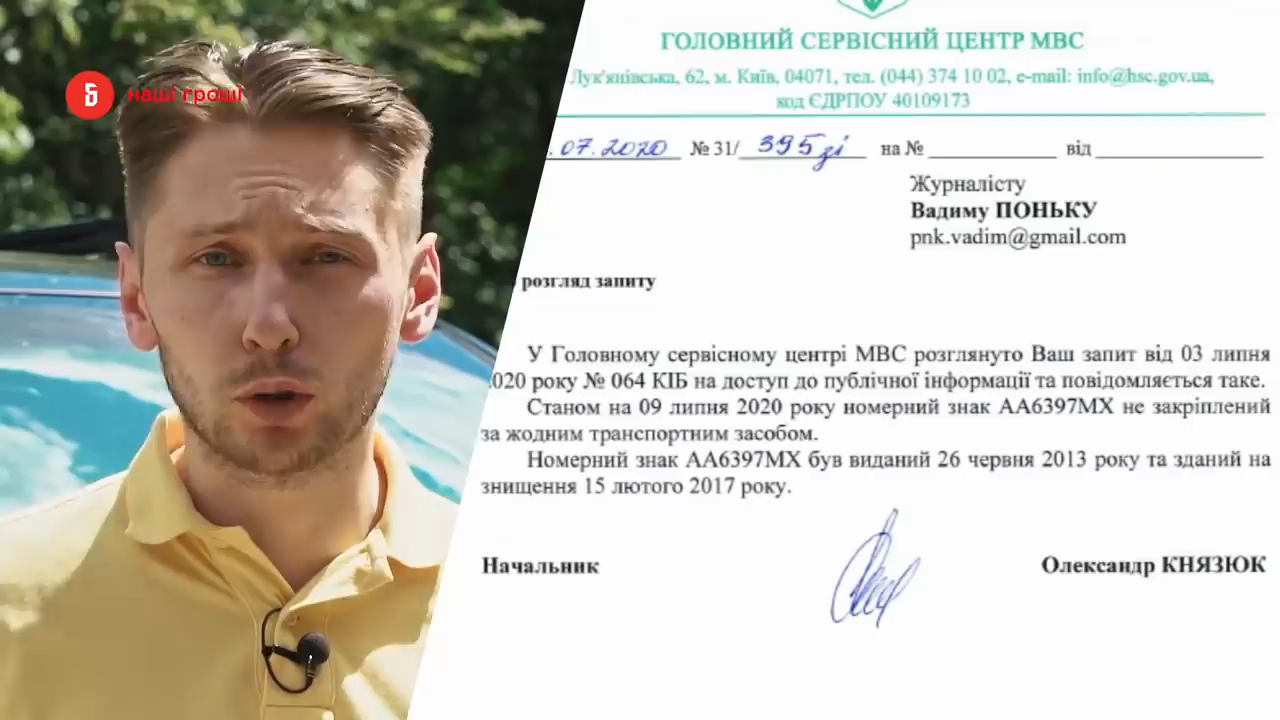 Б наші гроші
ГОЛОВНИЙ СЕРВІСНИЙ ЦЕНТР МВС
Лук'янівська, 62, м. Київ, 04071, тел. (044) 374 10 02, e-mail: info@hsc.gov.ua,
код ЄДРПОУ 40109173
.07.2020 № 31/ 395зі на № від
Журналісту
Вадиму ПОНЬКУ
pnk.vadim@gmail.com
розгляд запиту
У Головному сервісному центрі МВС розглянуто Ваш запит від 03 липня
020 року № 064 КІБ на доступ до публічної інформації та повідомляється таке.
Станом на 09 липня 2020 року номерний знак АА6397МХ не закріплений
за жодним транспортним засобом.
Номерний знак АА6397МХ був виданий 26 червня 2013 року та зданий на
знищення 15 лютого 2017 року.
Начальник Олександр КНЯЗЮК